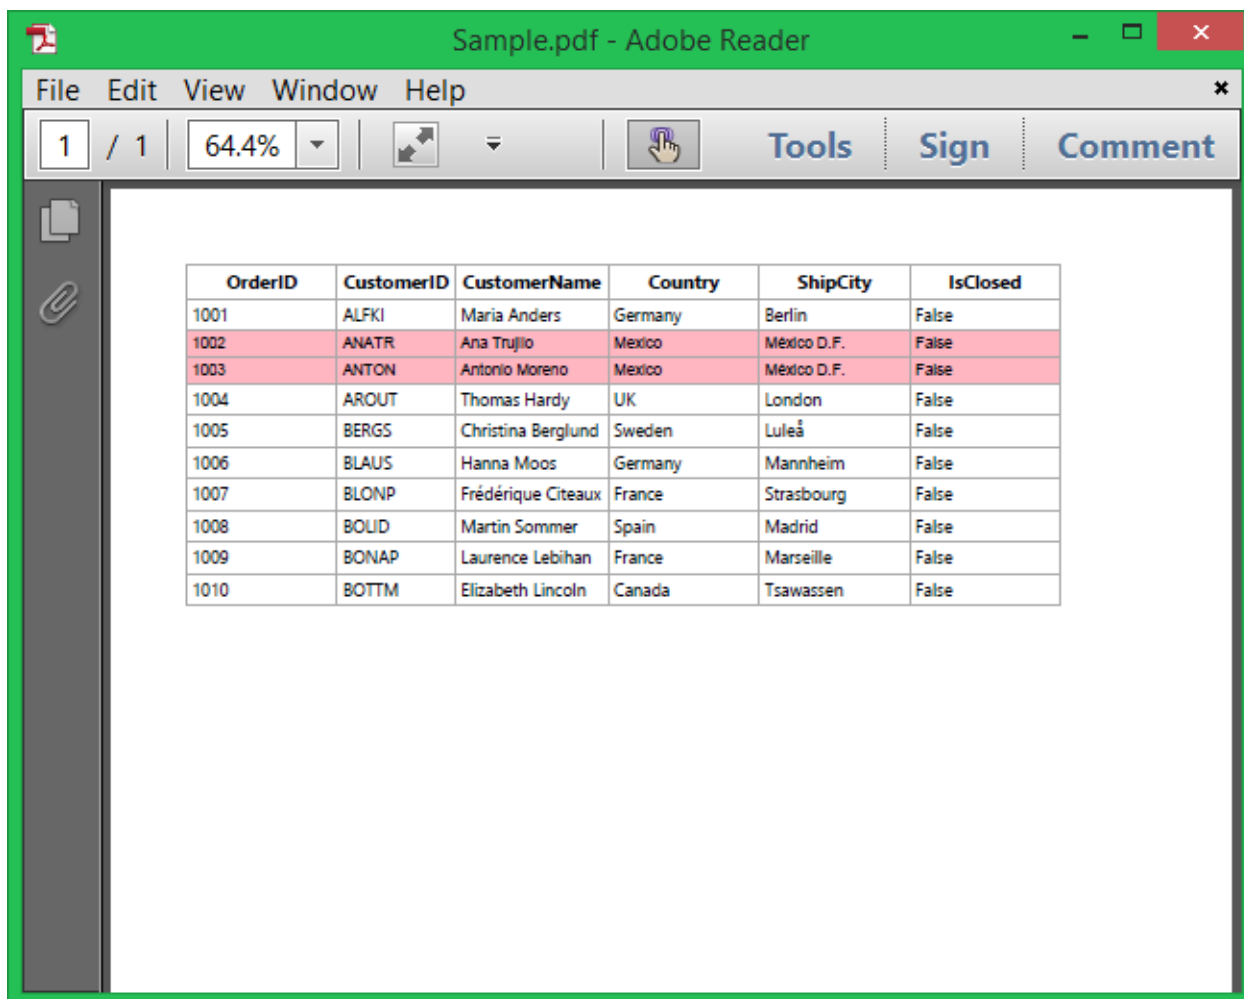 Sample.pdf - Adobe Reader
File Edit View Window Help
1 / 1 64.4% Tools Sign Comment
OrderID CustomerID CustomerName Country ShipCity IsClosed
1001 ALFKI Maria Anders Germany Berlin False
1002 ANATR Ana Trujilo Mexico México D.F. False
1003 ANTON Antonio Moreno Mexico México D.F. False
1004 AROUT Thomas Hardy UK London False
1005 BERGS Christina Berglund Sweden Luleå False
1006 BLAUS Hanna Moos Germany Mannheim False
1007 BLONP Frédérique Citeaux France Strasbourg False
1008 BOLID Martin Sommer Spain Madrid False
1009 BONAP Laurence Lebihan France Marseille False
1010 BOTTM Elizabeth Lincoln Canada Tsawassen False